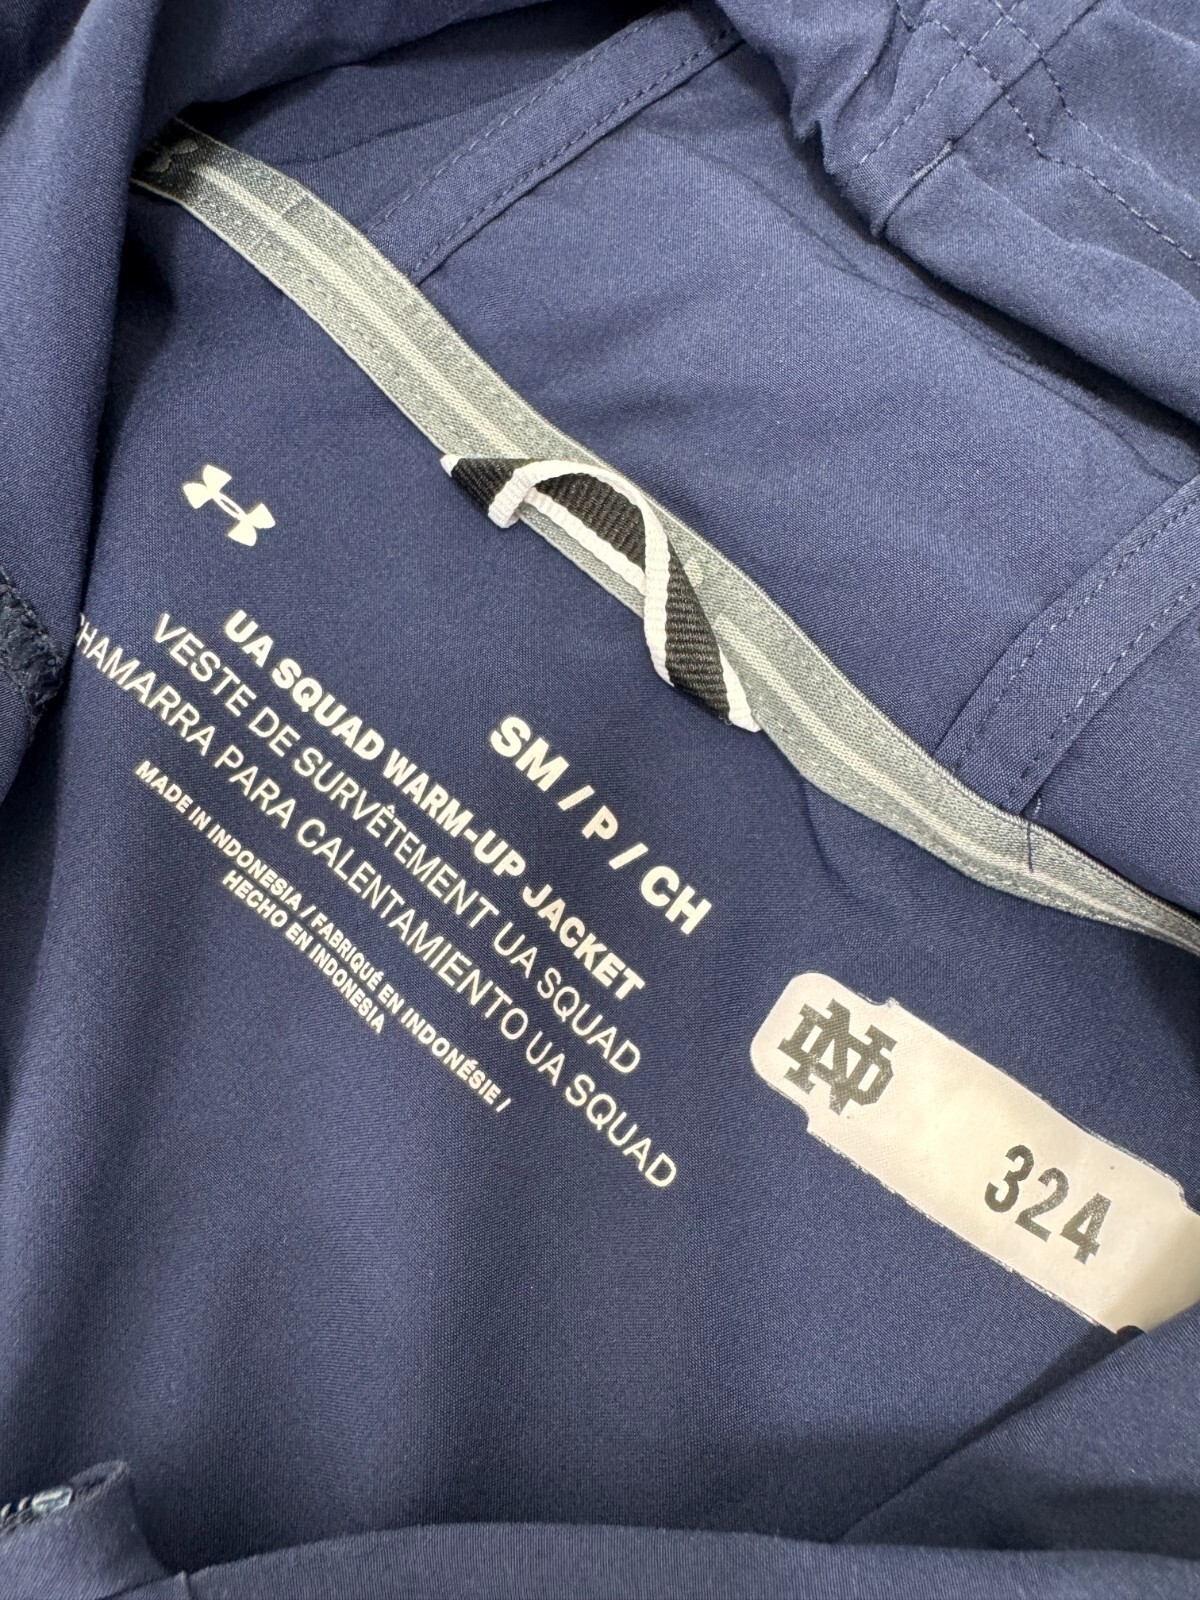 SM / P / CH
UA SQUAD WARM-UP JACKET
VESTE DE SURVÊTEMENT UA SQUAD
CHAMARRA PARA CALENTAMIENTO UA SQUAD
MADE IN INDONESIA / FABRIQUÉ EN INDONÉSIE /
HECHO EN INDONESIA
ND
324